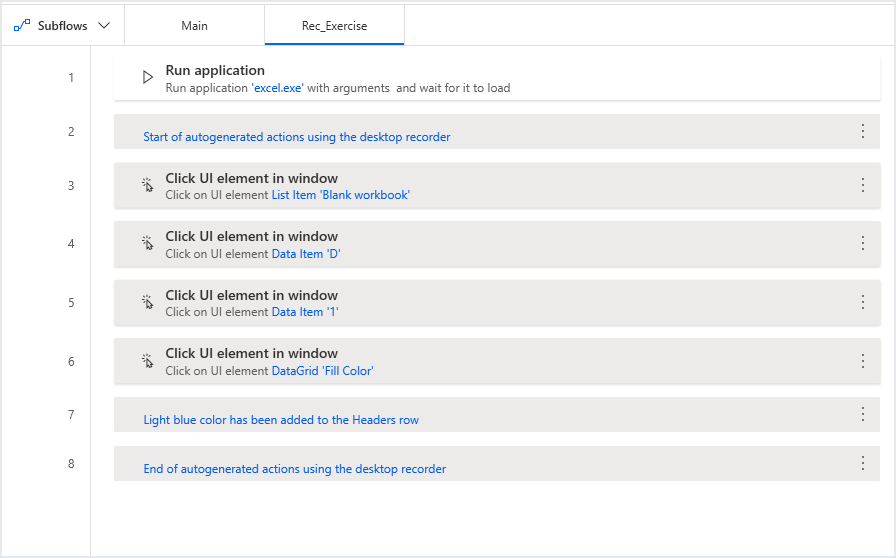 Subflows
Main
Rec_Exercise
1
Run application
Run application 'excel.exe' with arguments  and wait for it to load
2
Start of autogenerated actions using the desktop recorder
3
Click UI element in window
Click on UI element List Item 'Blank workbook'
4
Click UI element in window
Click on UI element Data Item 'D'
5
Click UI element in window
Click on UI element Data Item '1'
6
Click UI element in window
Click on UI element DataGrid 'Fill Color'
7
Light blue color has been added to the Headers row
8
End of autogenerated actions using the desktop recorder